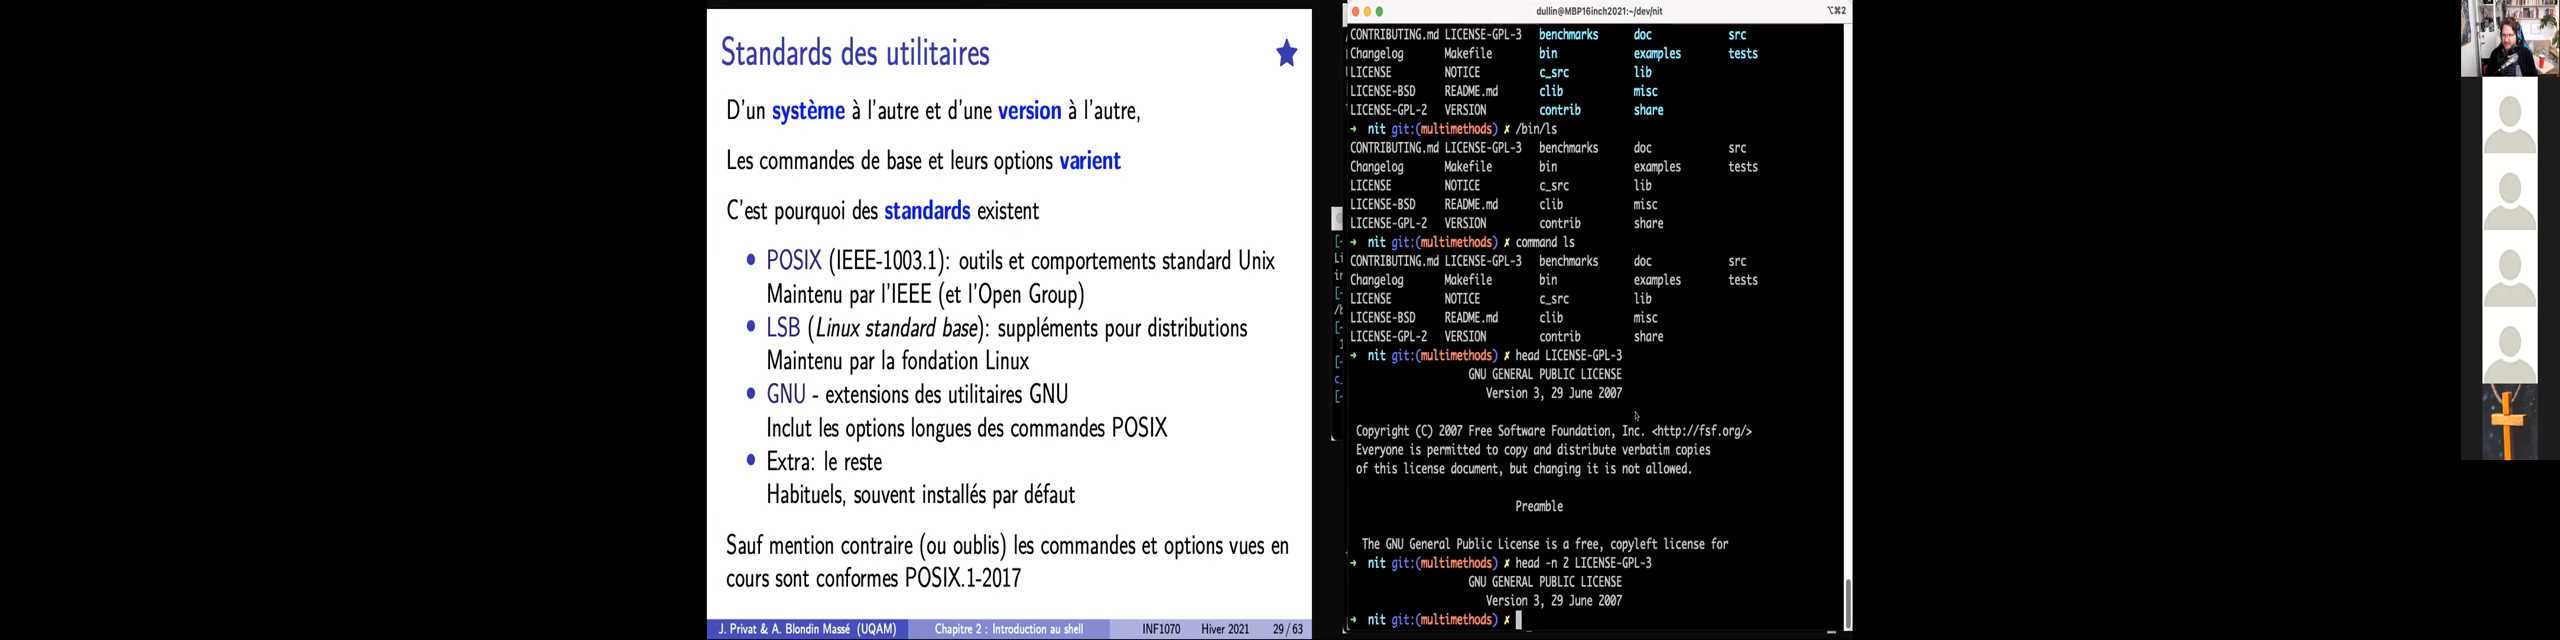 Standards des utilitaires
D'un système à l'autre et d'une version à l'autre,
Les commandes de base et leurs options varient
C'est pourquoi des standards existent
• POSIX (IEEE-1003.1): outils et comportements standard Unix
Maintenu par l'IEEE (et l'Open Group)
• LSB (Linux standard base): suppléments pour distributions
Maintenu par la fondation Linux
• GNU - extensions des utilitaires GNU
Inclut les options longues des commandes POSIX
• Extra: le reste
Habituels, souvent installés par défaut
Sauf mention contraire (ou oublis) les commandes et options vues en
cours sont conformes POSIX.1-2017
J. Privat & A. Blondin Massé (UQAM) Chapitre 2 : Introduction au shell INF1070 Hiver 2021 29 / 63
dullin@MBP16inch2021:~/dev/nit ⌥⌘2
CONTRIBUTING.md LICENSE-GPL-3 benchmarks doc src
Changelog Makefile bin examples tests
LICENSE NOTICE c_src lib
LICENSE-BSD README.md clib misc
LICENSE-GPL-2 VERSION contrib share
➜ nit git:(multimethods) ✗ /bin/ls
CONTRIBUTING.md LICENSE-GPL-3 benchmarks doc src
Changelog Makefile bin examples tests
LICENSE NOTICE c_src lib
LICENSE-BSD README.md clib misc
LICENSE-GPL-2 VERSION contrib share
➜ nit git:(multimethods) ✗ command ls
CONTRIBUTING.md LICENSE-GPL-3 benchmarks doc src
Changelog Makefile bin examples tests
LICENSE NOTICE c_src lib
LICENSE-BSD README.md clib misc
LICENSE-GPL-2 VERSION contrib share
➜ nit git:(multimethods) ✗ head LICENSE-GPL-3
GNU GENERAL PUBLIC LICENSE
Version 3, 29 June 2007
Copyright (C) 2007 Free Software Foundation, Inc. <http://fsf.org/>
Everyone is permitted to copy and distribute verbatim copies
of this license document, but changing it is not allowed.
Preamble
The GNU General Public License is a free, copyleft license for
➜ nit git:(multimethods) ✗ head -n 2 LICENSE-GPL-3
GNU GENERAL PUBLIC LICENSE
Version 3, 29 June 2007
➜ nit git:(multimethods) ✗